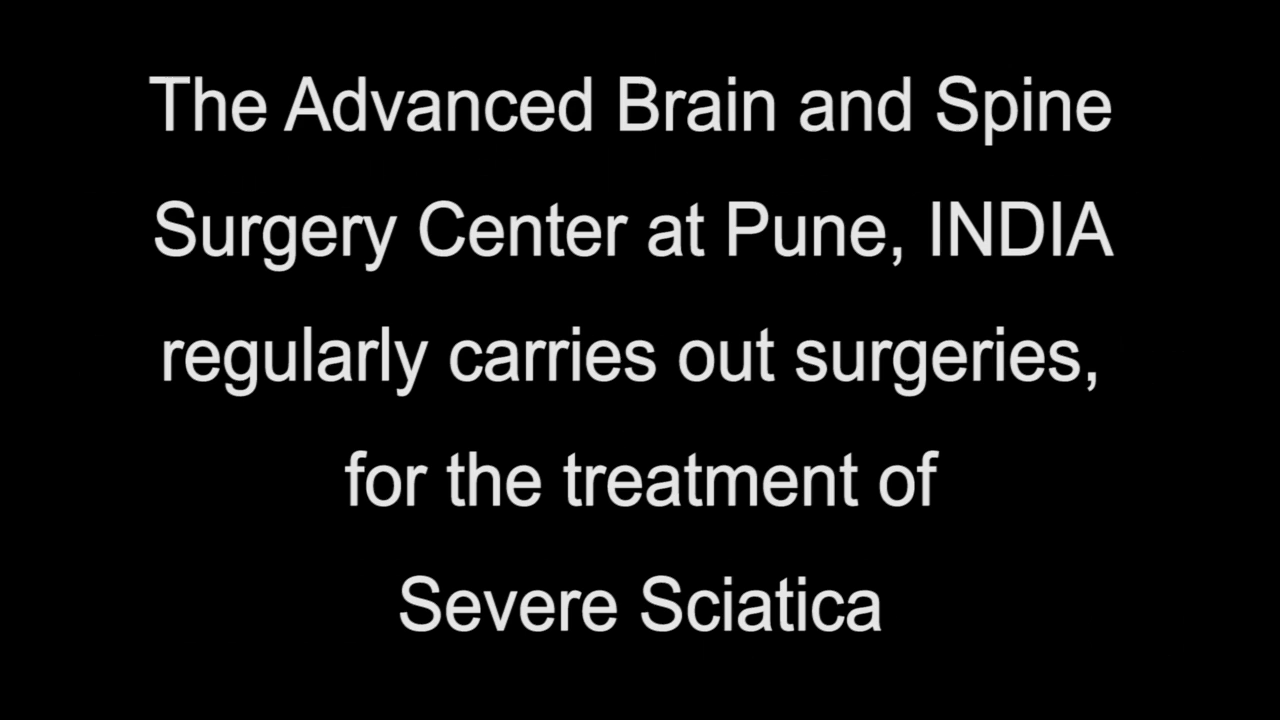 The Advanced Brain and Spine
Surgery Center at Pune, INDIA
regularly carries out surgeries,
for the treatment of
Severe Sciatica